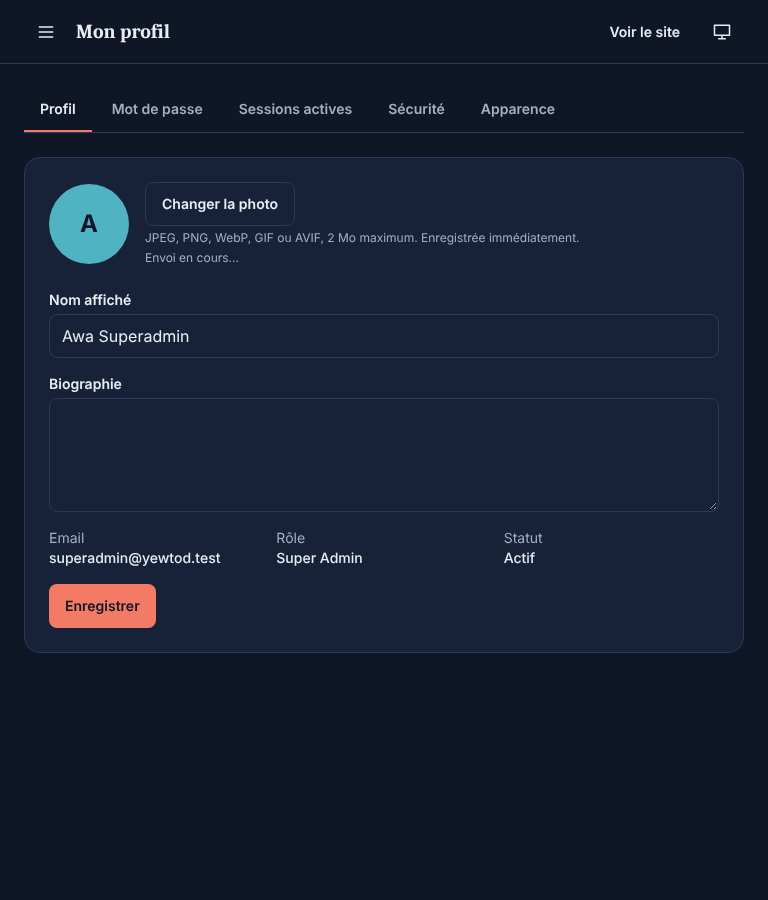 Mon profil
Voir le site
Profil
Mot de passe
Sessions actives
Sécurité
Apparence
A
Changer la photo
JPEG, PNG, WebP, GIF ou AVIF, 2 Mo maximum. Enregistrée immédiatement.
Envoi en cours…
Nom affiché
Awa Superadmin
Biographie
Email
superadmin@yewtod.test
Rôle
Super Admin
Statut
Actif
Enregistrer